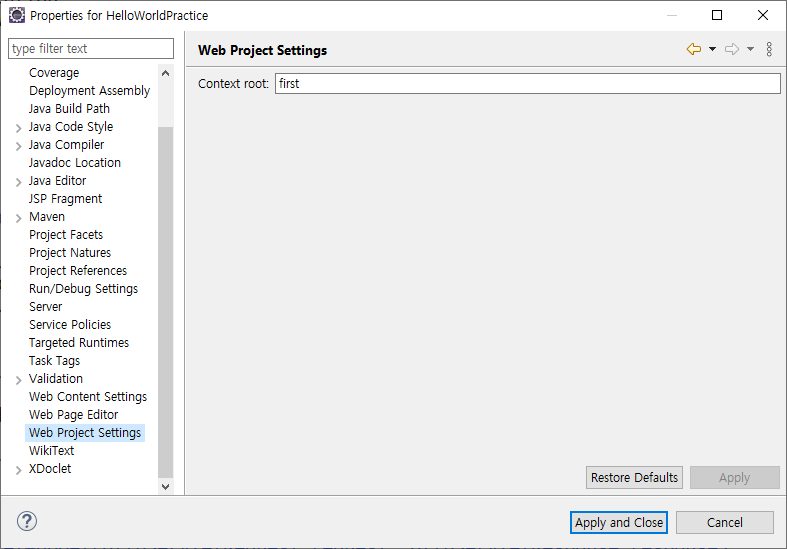 Properties for HelloWorldPractice
type filter text
Coverage
Deployment Assembly
Java Build Path
Java Code Style
Java Compiler
Javadoc Location
Java Editor
JSP Fragment
Maven
Project Facets
Project Natures
Project References
Run/Debug Settings
Server
Service Policies
Targeted Runtimes
Task Tags
Validation
Web Content Settings
Web Page Editor
Web Project Settings
WikiText
XDoclet
Web Project Settings
Context root: first
Restore Defaults Apply
Apply and Close Cancel